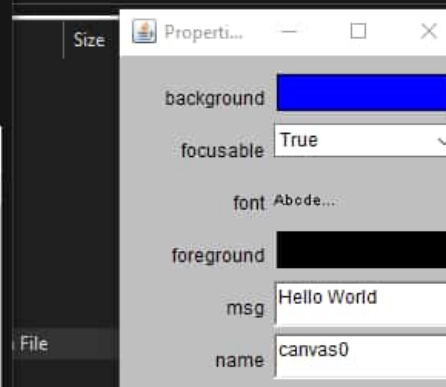 Size
Properti...
background
focusable True
font Abcde...
foreground
msg Hello World
name canvas0
File